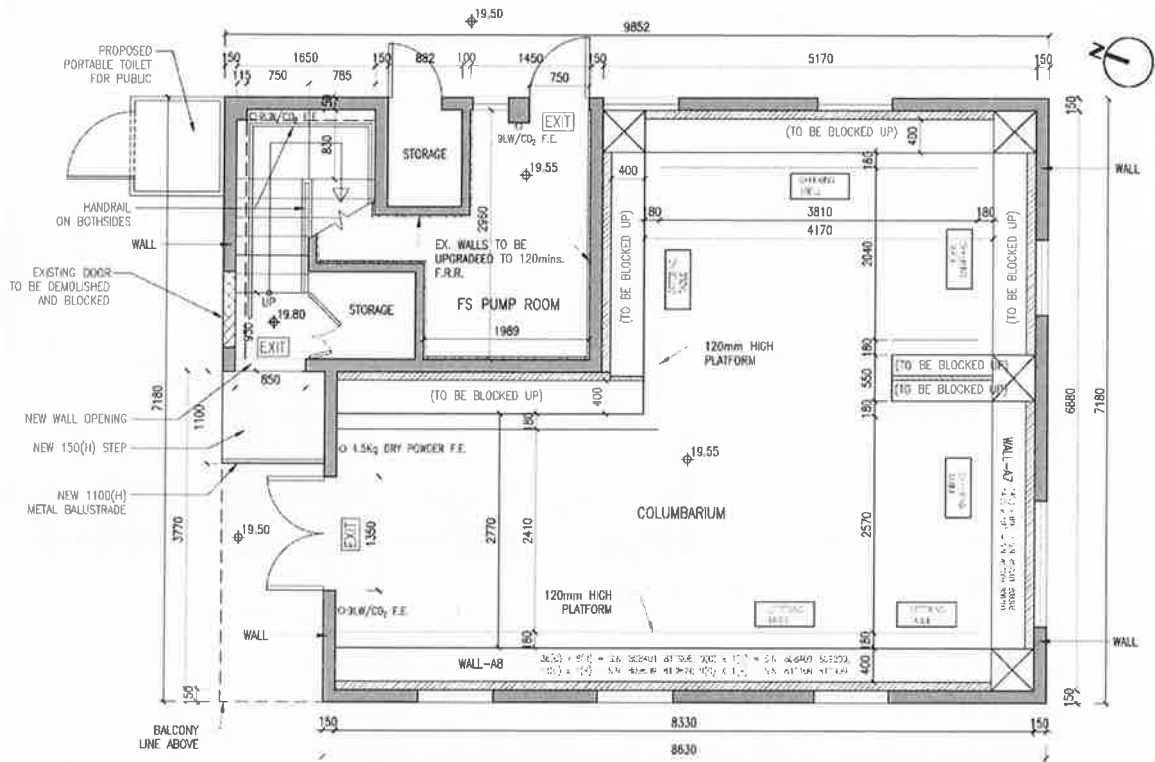 19.50
9852
PROPOSED
PORTABLE TOILET
FOR PUBLIC
150
1650
150
882
100
1450
150
5170
150
15
750
785
750
N
9LW/CO₂ F.E.
EXIT
9LW/CO₂ F.E.
(TO BE BLOCKED UP)
150
150
830
400
180
STORAGE
19.55
400
WALL
HANDRAIL
ON BOTHSIDES
2960
180
3810
180
4170
2040
WALL
EX. WALLS TO BE
UPGRADEED TO 120mins.
F.R.R.
(TO BE BLOCKED UP)
(TO BE BLOCKED UP)
EXISTING DOOR
TO BE DEMOLISHED
AND BLOCKED
UP
STORAGE
FS PUMP ROOM
19.80
930
EXIT
1989
120mm HIGH
PLATFORM
180
550
180
(TO BE BLOCKED UP)
(TO BE BLOCKED UP)
850
(TO BE BLOCKED UP)
400
7180
1100
6880
7180
NEW WALL OPENING
180
NEW 150(H) STEP
4.5Kg DRY POWDER F.E.
19.55
WALL-A7
NEW 1100(H)
METAL BALUSTRADE
COLUMBARIUM
3770
19.50
EXIT
1350
2770
2410
2570
120mm HIGH
PLATFORM
9LW/CO₂ F.E.
WALL
180
180
WALL
WALL-A8
400
150
150
BALCONY
LINE ABOVE
150
8330
150
8630